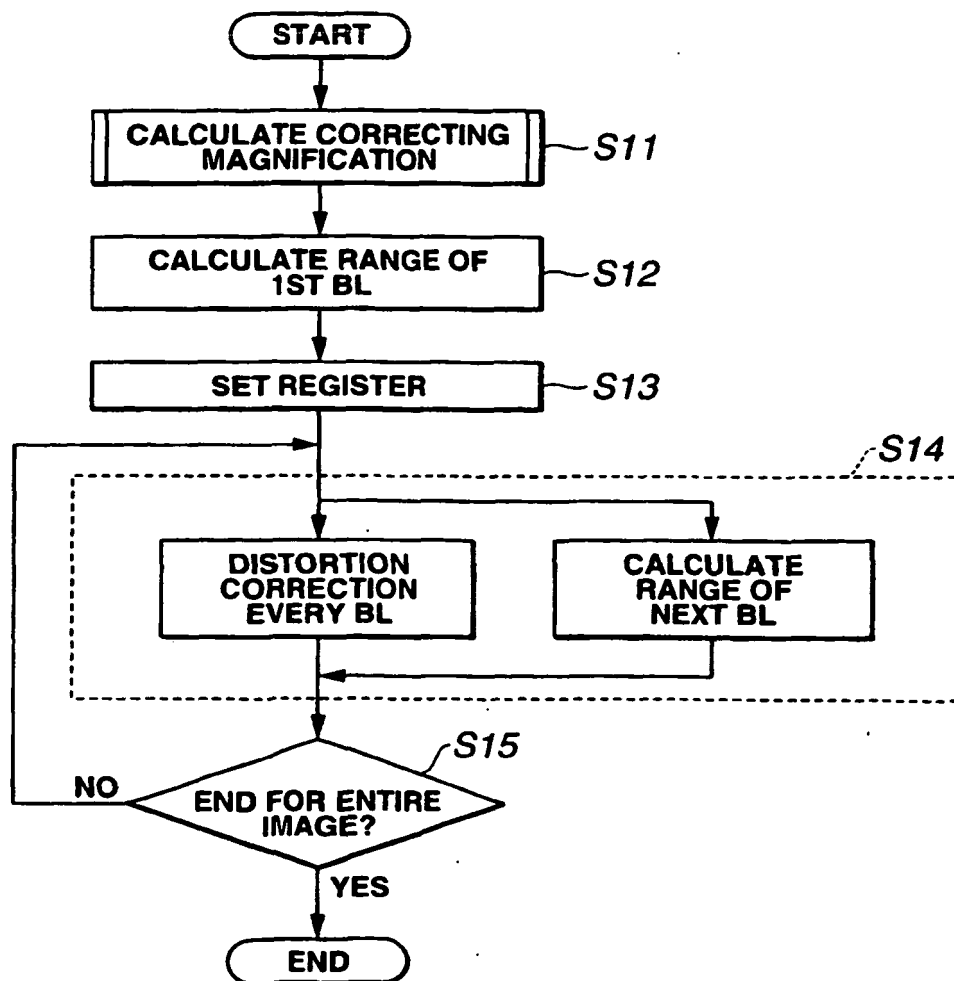 START
CALCULATE CORRECTING
MAGNIFICATION
S11
CALCULATE RANGE OF
1ST BL
S12
SET REGISTER
S13
S14
DISTORTION
CORRECTION
EVERY BL
CALCULATE
RANGE OF
NEXT BL
S15
NO
END FOR ENTIRE
IMAGE?
YES
END